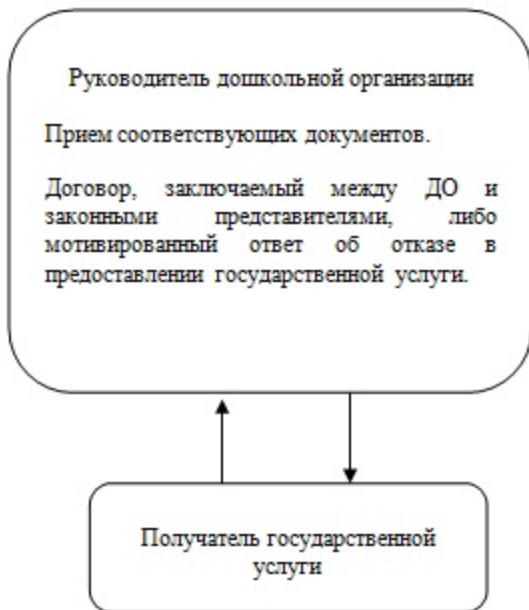 Руководитель дошкольной организации
Прием соответствующих документов.
Договор, заключаемый между ДО и
законными представителями, либо
мотивированный ответ об отказе в
предоставлении государственной услуги.
Получатель государственной
услуги